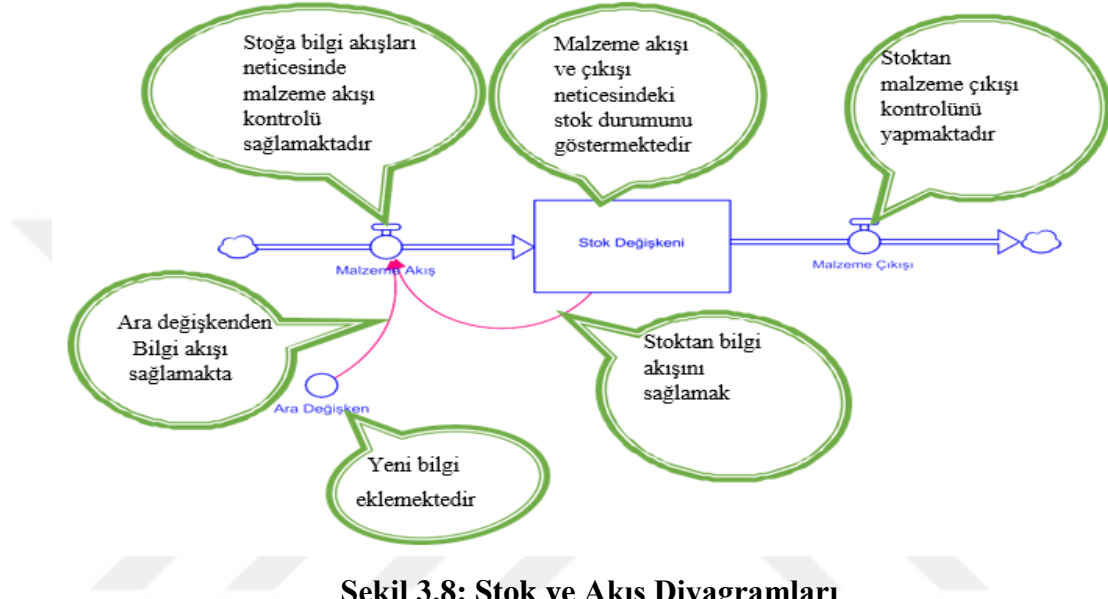 Stoğa bilgi akışları
neticesinde
malzeme akışı
kontrolü
sağlamaktadır
Malzeme akışı
ve çıkışı
neticesindeki
stok durumunu
göstermektedir
Stoktan
malzeme çıkışı
kontrolünü
yapmaktadır
Stok Değişkeni
Malzeme Akış
Malzeme Çıkışı
Ara değişkenden
Bilgi akışı
sağlamakta
Stoktan bilgi
akışını
sağlamak
Ara Değişken
Yeni bilgi
eklemektedir
Şekil 3.8: Stok ve Akış Diyagramları